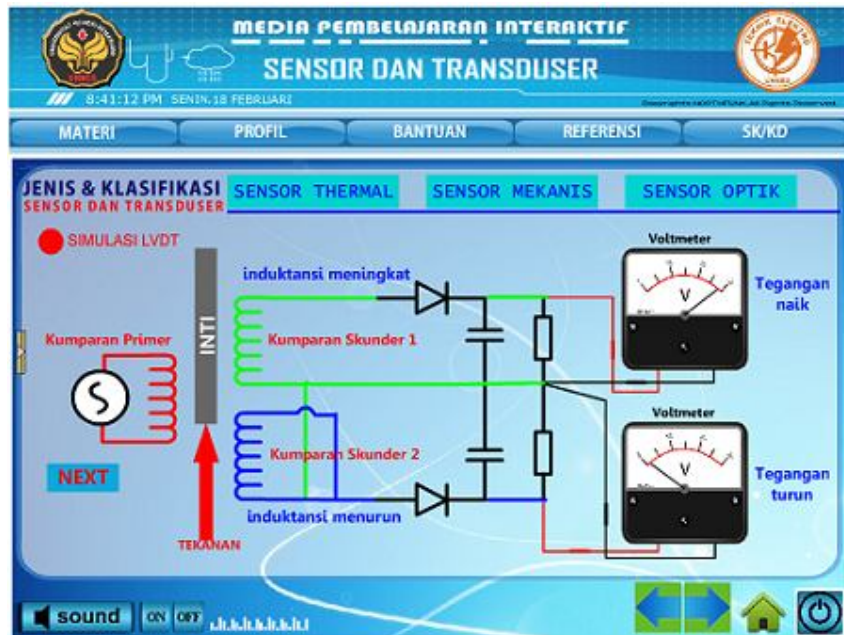 MEDIA PEMBELAJARAN INTERAKTIF
SENSOR DAN TRANSDUSER
8:41:12 PM SENIN,18 FEBRUARI
MATERI
PROFIL
BANTUAN
REFERENSI
SK/KD
JENIS & KLASIFIKASI
SENSOR DAN TRANSDUSER
SENSOR THERMAL
SENSOR MEKANIS
SENSOR OPTIK
SIMULASI LVDT
Voltmeter
induktansi meningkat
Tegangan
naik
V
INTI
Kumparan Primer
Kumparan Skunder 1
Voltmeter
Kumparan Skunder 2
V
NEXT
Tegangan
turun
induktansi menurun
TEKANAN
sound
ON
OFF